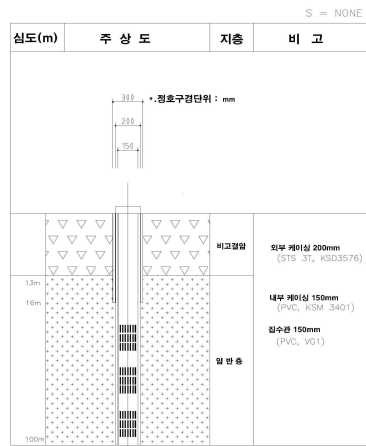 S = NONE
심도(m) 주 상 도 지층 비 고
300 *.정호구경단위 : mm
200
150
비고결암
외부 케이싱 200mm
(STS 3T, KSD3576)
13m
16m
내부 케이싱 150mm
(PVC, KSM 3401)
집수관 150mm
(PVC, VG1)
암 반 층
100m